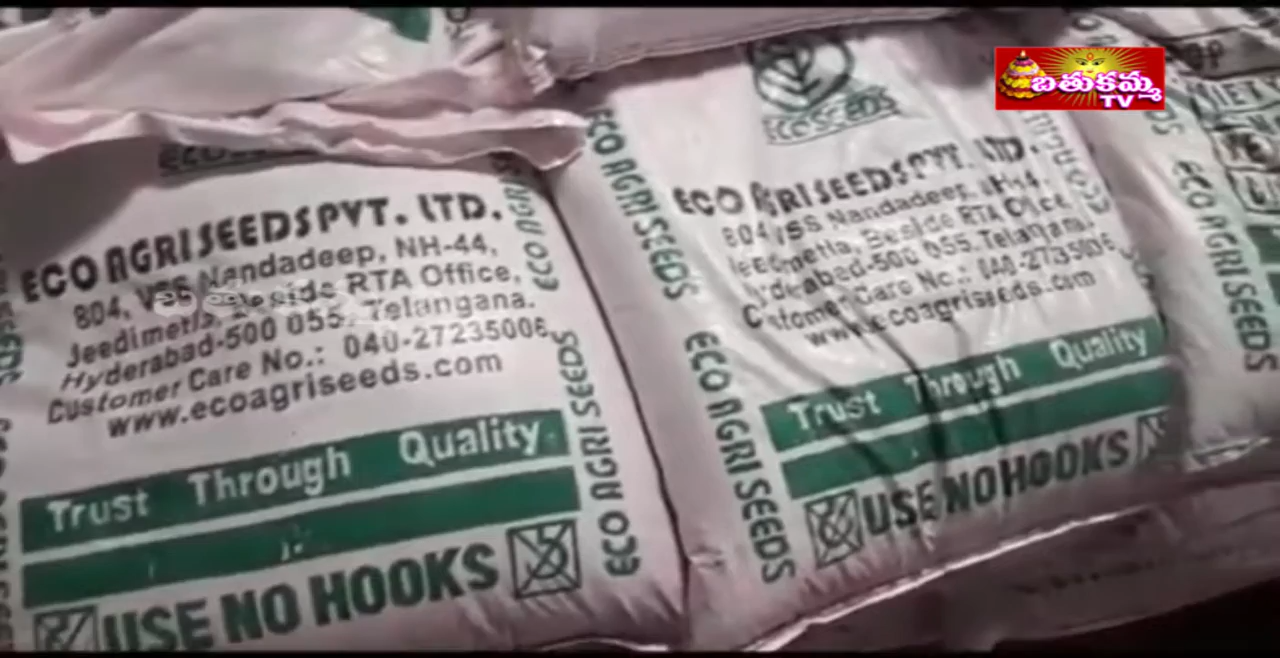 బతుకమ్మ
TV
ECO AGRI SEEDS PVT. LTD.
804, VSS Nandadeep, NH-44,
Jeedimetla, Beside RTA Office,
Hyderabad-500 055. Telangana.
Customer Care No.: 040-27235006
www.ecoagriseeds.com
Trust Through Quality
USE NO HOOKS
ECO AGRI
ECO AGRI SEEDS
ECOSEEDS
ECO AGRI SEEDS PVT. LTD.
804, VSS Nandadeep, NH-44,
Jeedimetla, Beside RTA Office,
Hyderabad-500 055. Telangana.
Customer Care No.: 040-27235006
www.ecoagriseeds.com
Trust Through Quality
USE NO HOOKS
ECO AGRI SEEDS
ECO AGRI SEEDS
ECO AGRI SEEDS